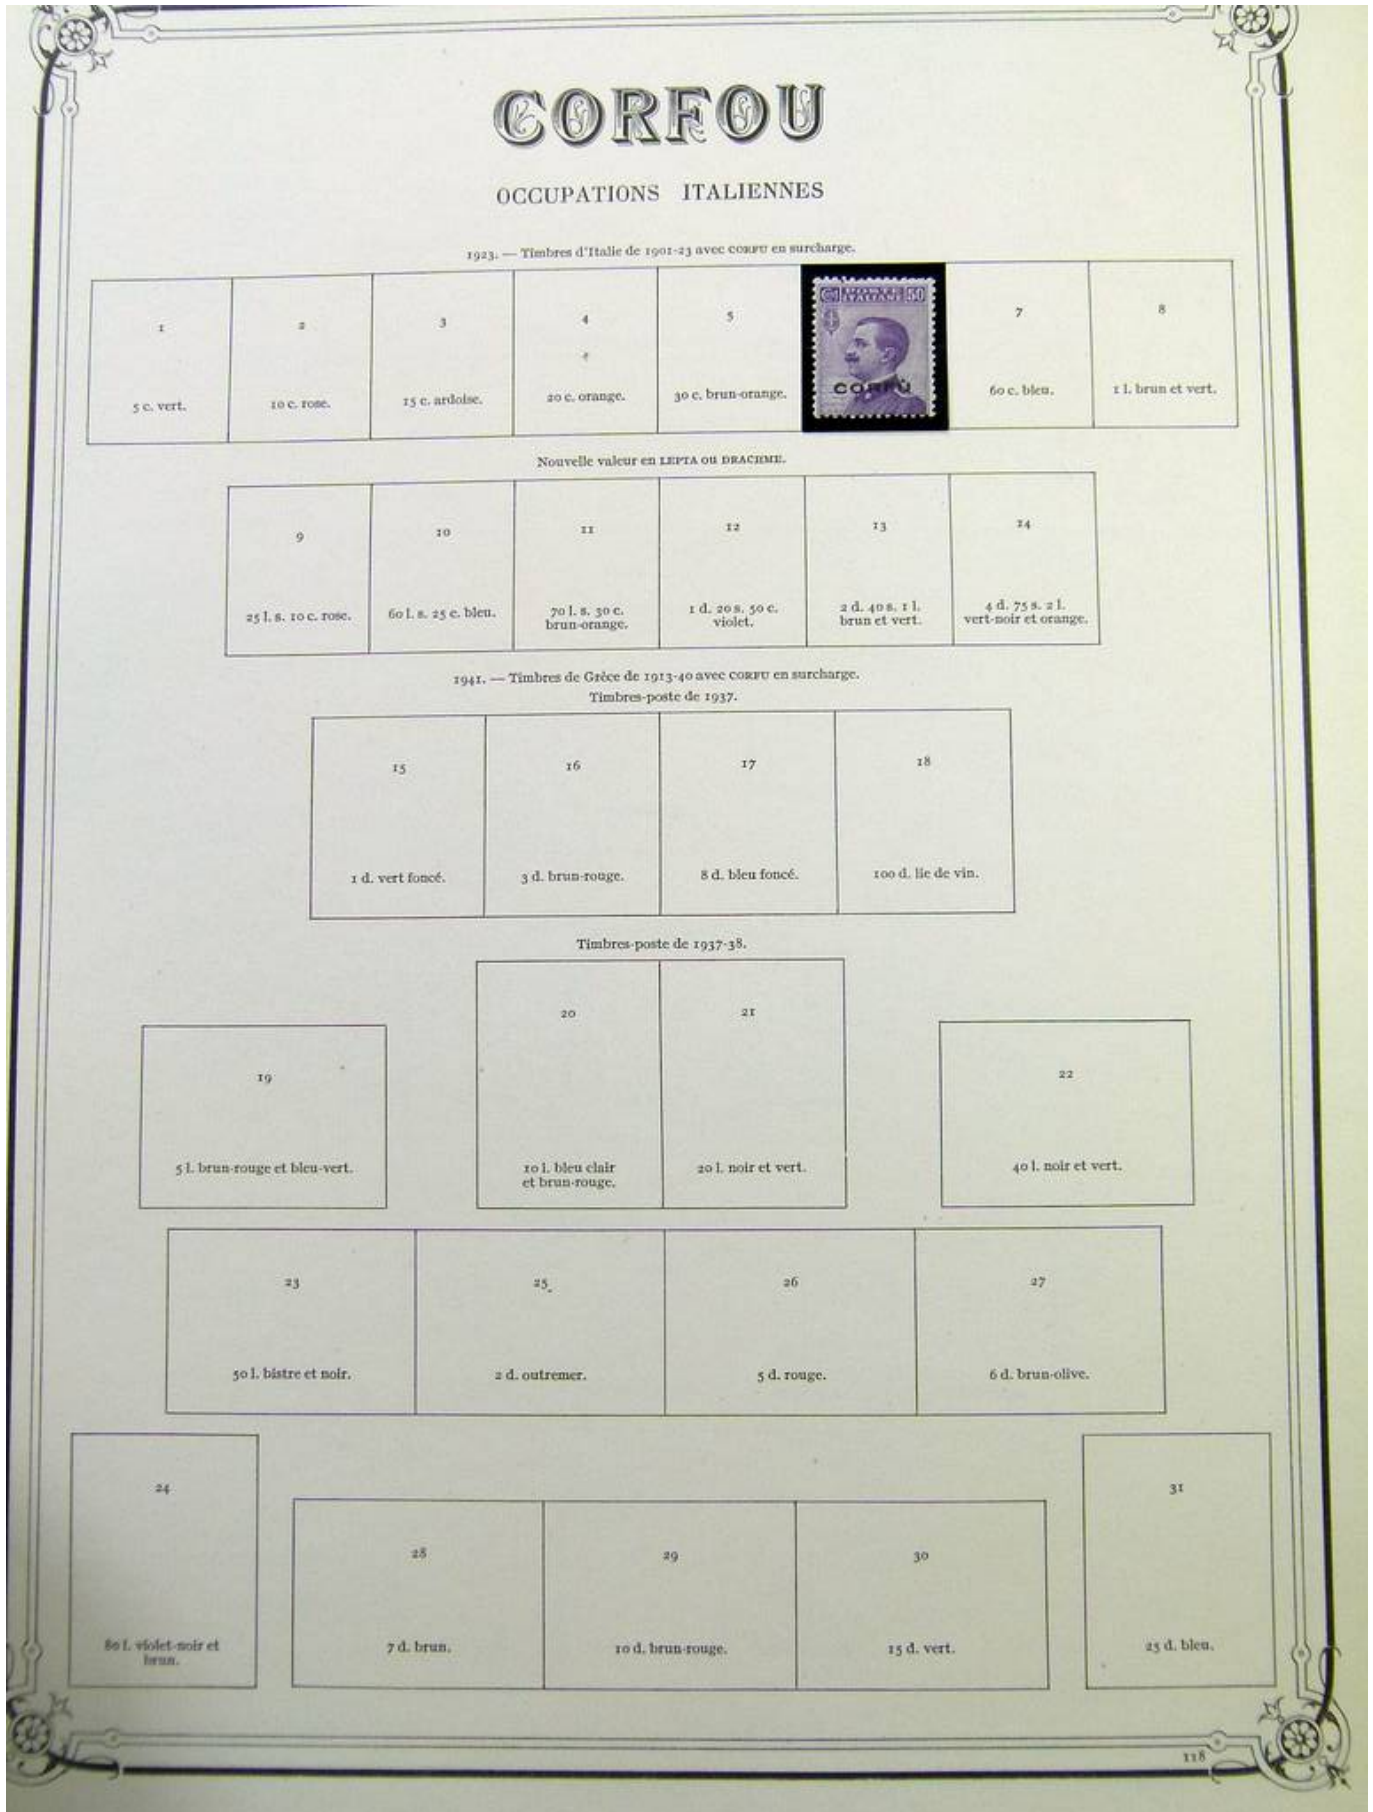 CORFOU
OCCUPATIONS ITALIENNES
1923. — Timbres d'Italie de 1901-23 avec CORFU en surcharge.
1
5 c. vert.
2
10 c. rose.
3
15 c. ardoise.
4
20 c. orange.
5
30 c. brun-orange.
POSTE 50
ITALIANE
CORFÙ
7
60 c. bleu.
8
1 l. brun et vert.
Nouvelle valeur en LEPTA ou DRACHME.
9
25 l. s. 10 c. rose.
10
60 l. s. 25 c. bleu.
11
70 l. s. 30 c.
brun-orange.
12
1 d. 20 s. 50 c.
violet.
13
2 d. 40 s. 1 l.
brun et vert.
14
4 d. 75 s. 2 l.
vert-noir et orange.
1941. — Timbres de Grèce de 1913-40 avec CORFU en surcharge.
Timbres-poste de 1937.
15
1 d. vert foncé.
16
3 d. brun-rouge.
17
8 d. bleu foncé.
18
100 d. lie de vin.
Timbres-poste de 1937-38.
19
5 l. brun-rouge et bleu-vert.
20
10 l. bleu clair
et brun-rouge.
21
20 l. noir et vert.
22
40 l. noir et vert.
23
50 l. bistre et noir.
25
2 d. outremer.
26
5 d. rouge.
27
6 d. brun-olive.
24
80 l. violet-noir et
brun.
28
7 d. brun.
29
10 d. brun-rouge.
30
15 d. vert.
31
25 d. bleu.
118